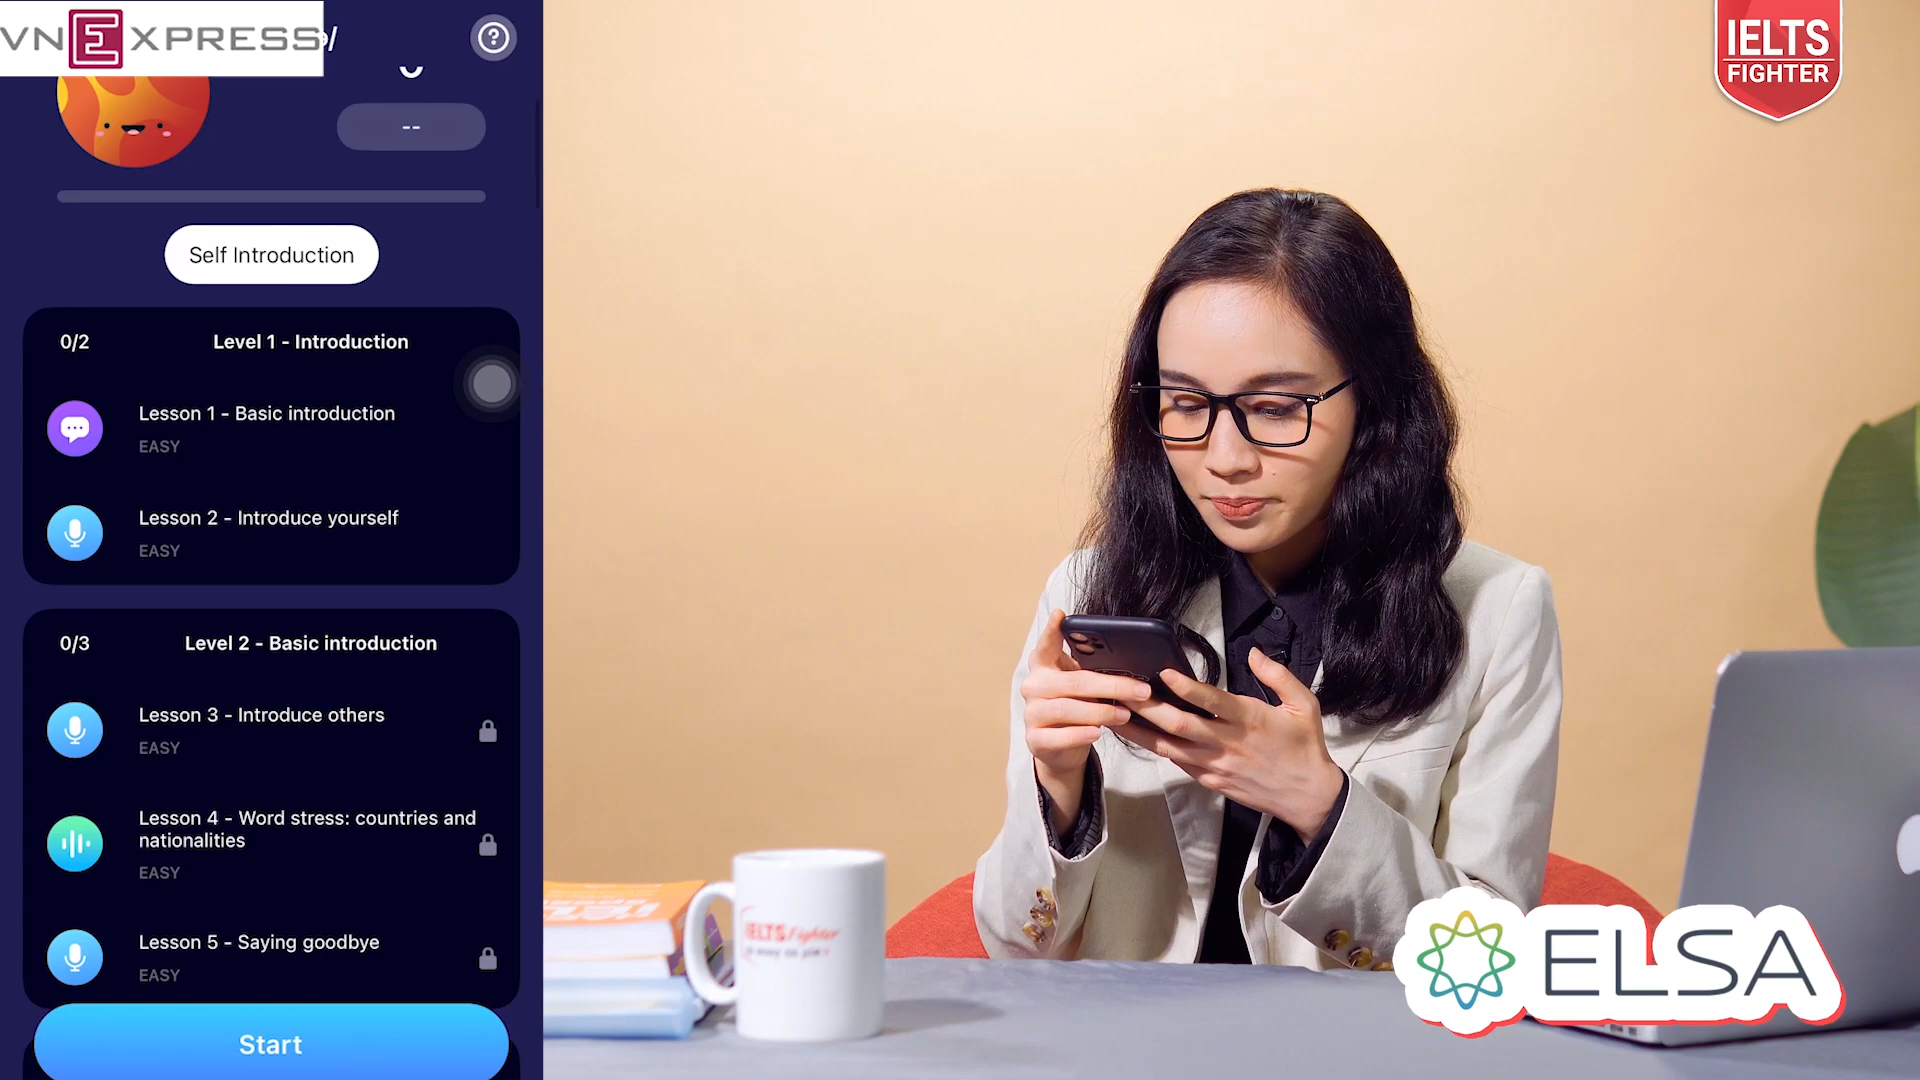 VNEXPRESS
?
--
Self Introduction
0/2 Level 1 - Introduction
Lesson 1 - Basic introduction
EASY
Lesson 2 - Introduce yourself
EASY
0/3 Level 2 - Basic introduction
Lesson 3 - Introduce others
EASY
Lesson 4 - Word stress: countries and
nationalities
EASY
Lesson 5 - Saying goodbye
EASY
Start
IELTS
FIGHTER
IELTS Fighter
ELSA